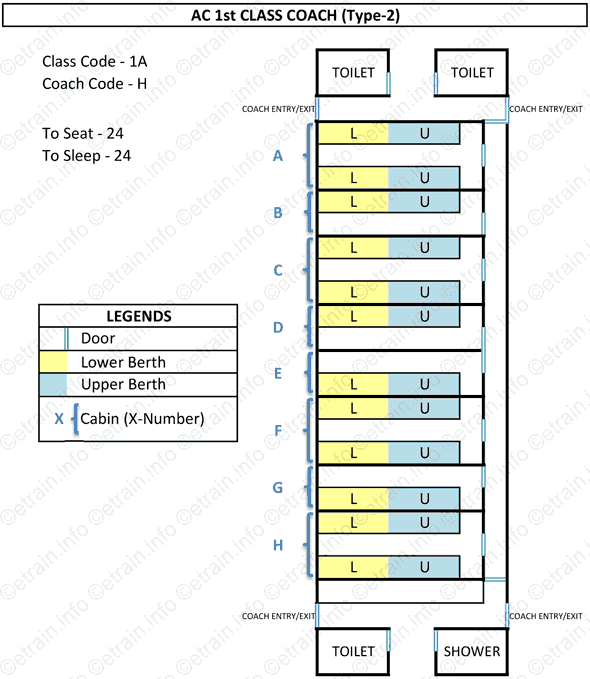 AC 1st CLASS COACH (Type-2)
Class Code - 1A
Coach Code - H
To Seat - 24
To Sleep - 24
TOILET TOILET
COACH ENTRY/EXIT COACH ENTRY/EXIT
A
L U
L U
B
L U
C
L U
L U
D
L U
E
L U
F
L U
L U
G
L U
H
L U
L U
LEGENDS
Door
Lower Berth
Upper Berth
X Cabin (X-Number)
COACH ENTRY/EXIT COACH ENTRY/EXIT
TOILET SHOWER
©etrain.info ©etrain.info ©etrain.info